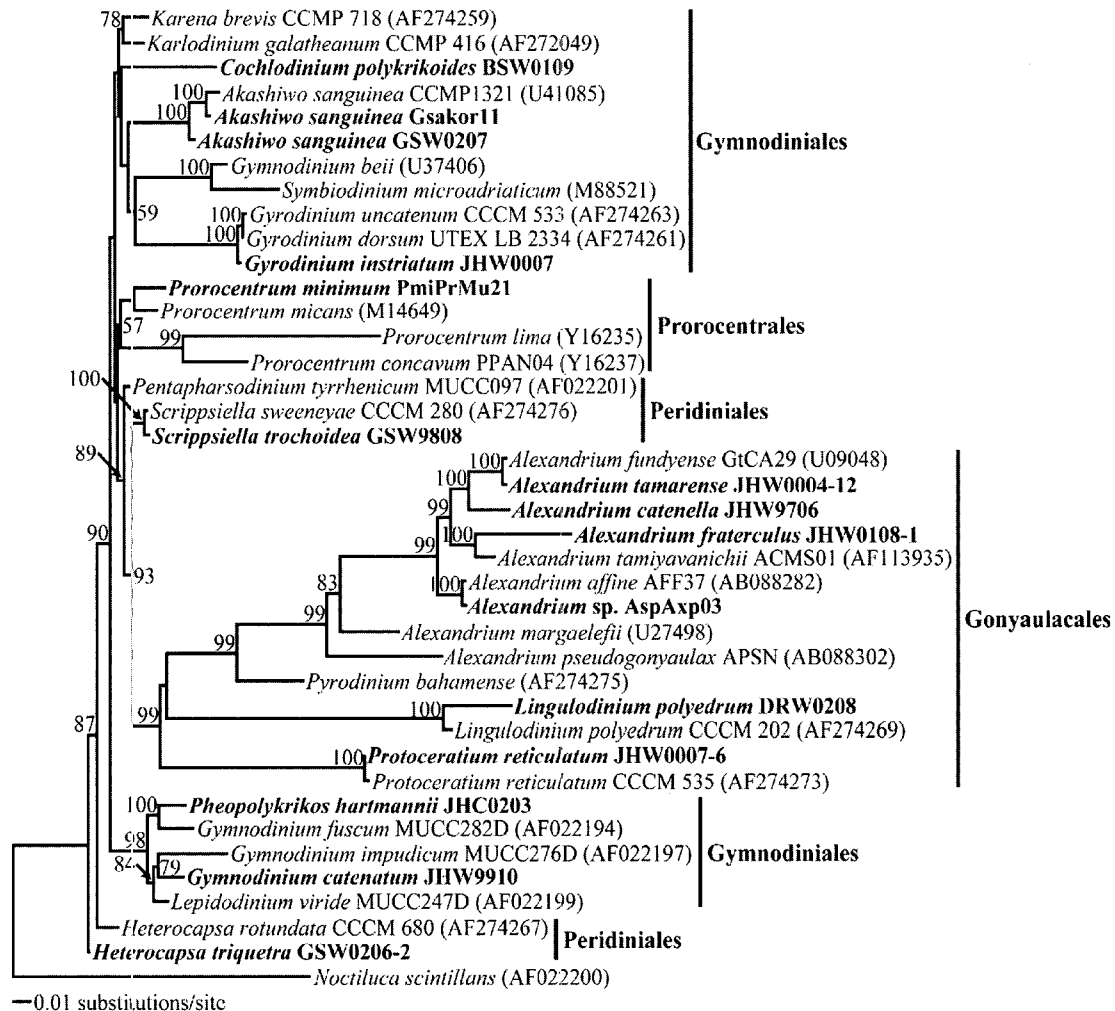 78
Karena brevis CCMP 718 (AF274259)
Karlodinium galatheanum CCMP 416 (AF272049)
Cochlodinium polykrikoides BSW0109
100
Akashiwo sanguinea CCMP1321 (U41085)
100
Akashiwo sanguinea Gsakor11
Akashiwo sanguinea GSW0207
Gymnodiniales
100
Gymnodinium beii (U37406)
Symbiodinium microadriaticum (M88521)
59
100
Gyrodinium uncatenum CCCM 533 (AF274263)
100
Gyrodinium dorsum UTEX LB 2334 (AF274261)
Gyrodinium instriatum JHW0007
Prorocentrum minimum PmiPrMu21
Prorocentrum micans (M14649)
57
Prorocentrales
99
Prorocentrum lima (Y16235)
Prorocentrum concavum PPAN04 (Y16237)
100
Pentapharsodinium tyrrhenicum MUCC097 (AF022201)
Scrippsiella sweeneyae CCCM 280 (AF274276)
Peridiniales
Scrippsiella trochoidea GSW9808
89
100
Alexandrium fundyense GtCA29 (U09048)
100
Alexandrium tamarense JHW0004-12
99
Alexandrium catenella JHW9706
100
Alexandrium fraterculus JHW0108-1
90
99
Alexandrium tamiyavanichii ACMS01 (AF113935)
93
83
100
Alexandrium affine AFF37 (AB088282)
Alexandrium sp. AspAxp03
Gonyaulacales
99
Alexandrium margaelefii (U27498)
99
Alexandrium pseudogonyaulax APSN (AB088302)
Pyrodinium bahamense (AF274275)
87
99
100
Lingulodinium polyedrum DRW0208
Lingulodinium polyedrum CCCM 202 (AF274269)
100
Protoceratium reticulatum JHW0007-6
Protoceratium reticulatum CCCM 535 (AF274273)
100
Pheopolykrikos hartmannii JHC0203
Gymnodinium fuscum MUCC282D (AF022194)
98
84
Gymnodinium impudicum MUCC276D (AF022197)
Gymnodiniales
79
Gymnodinium catenatum JHW9910
Lepidodinium viride MUCC247D (AF022199)
Heterocapsa rotundata CCCM 680 (AF274267)
Peridiniales
Heterocapsa triquetra GSW0206-2
Noctiluca scintillans (AF022200)
0.01 substitutions/site